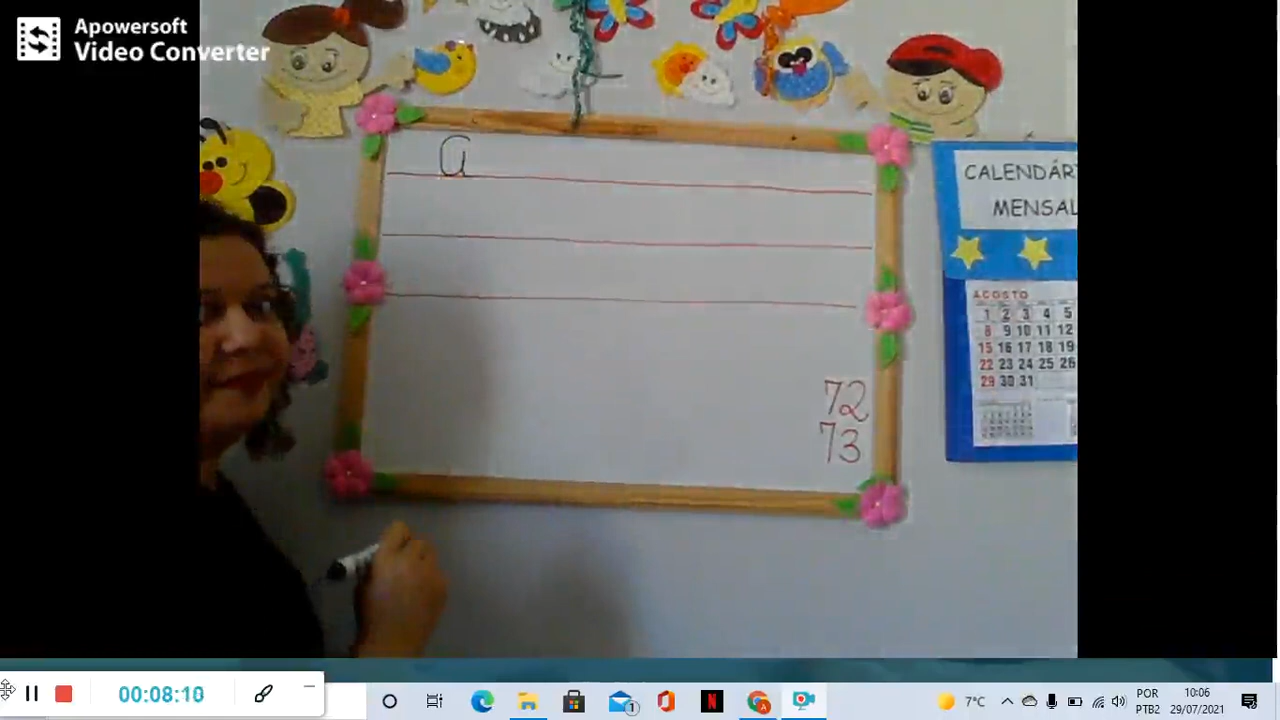 Apowersoft
Video Converter
a
72
73
CALENDÁR
MENSAL
AGOSTO
1 2 3 4 5
8 9 10 11 12
15 16 17 18 19
22 23 24 25 26
29 30 31
00:08:10
1
N
A
7°C
POR
PTB2
10:06
29/07/2021